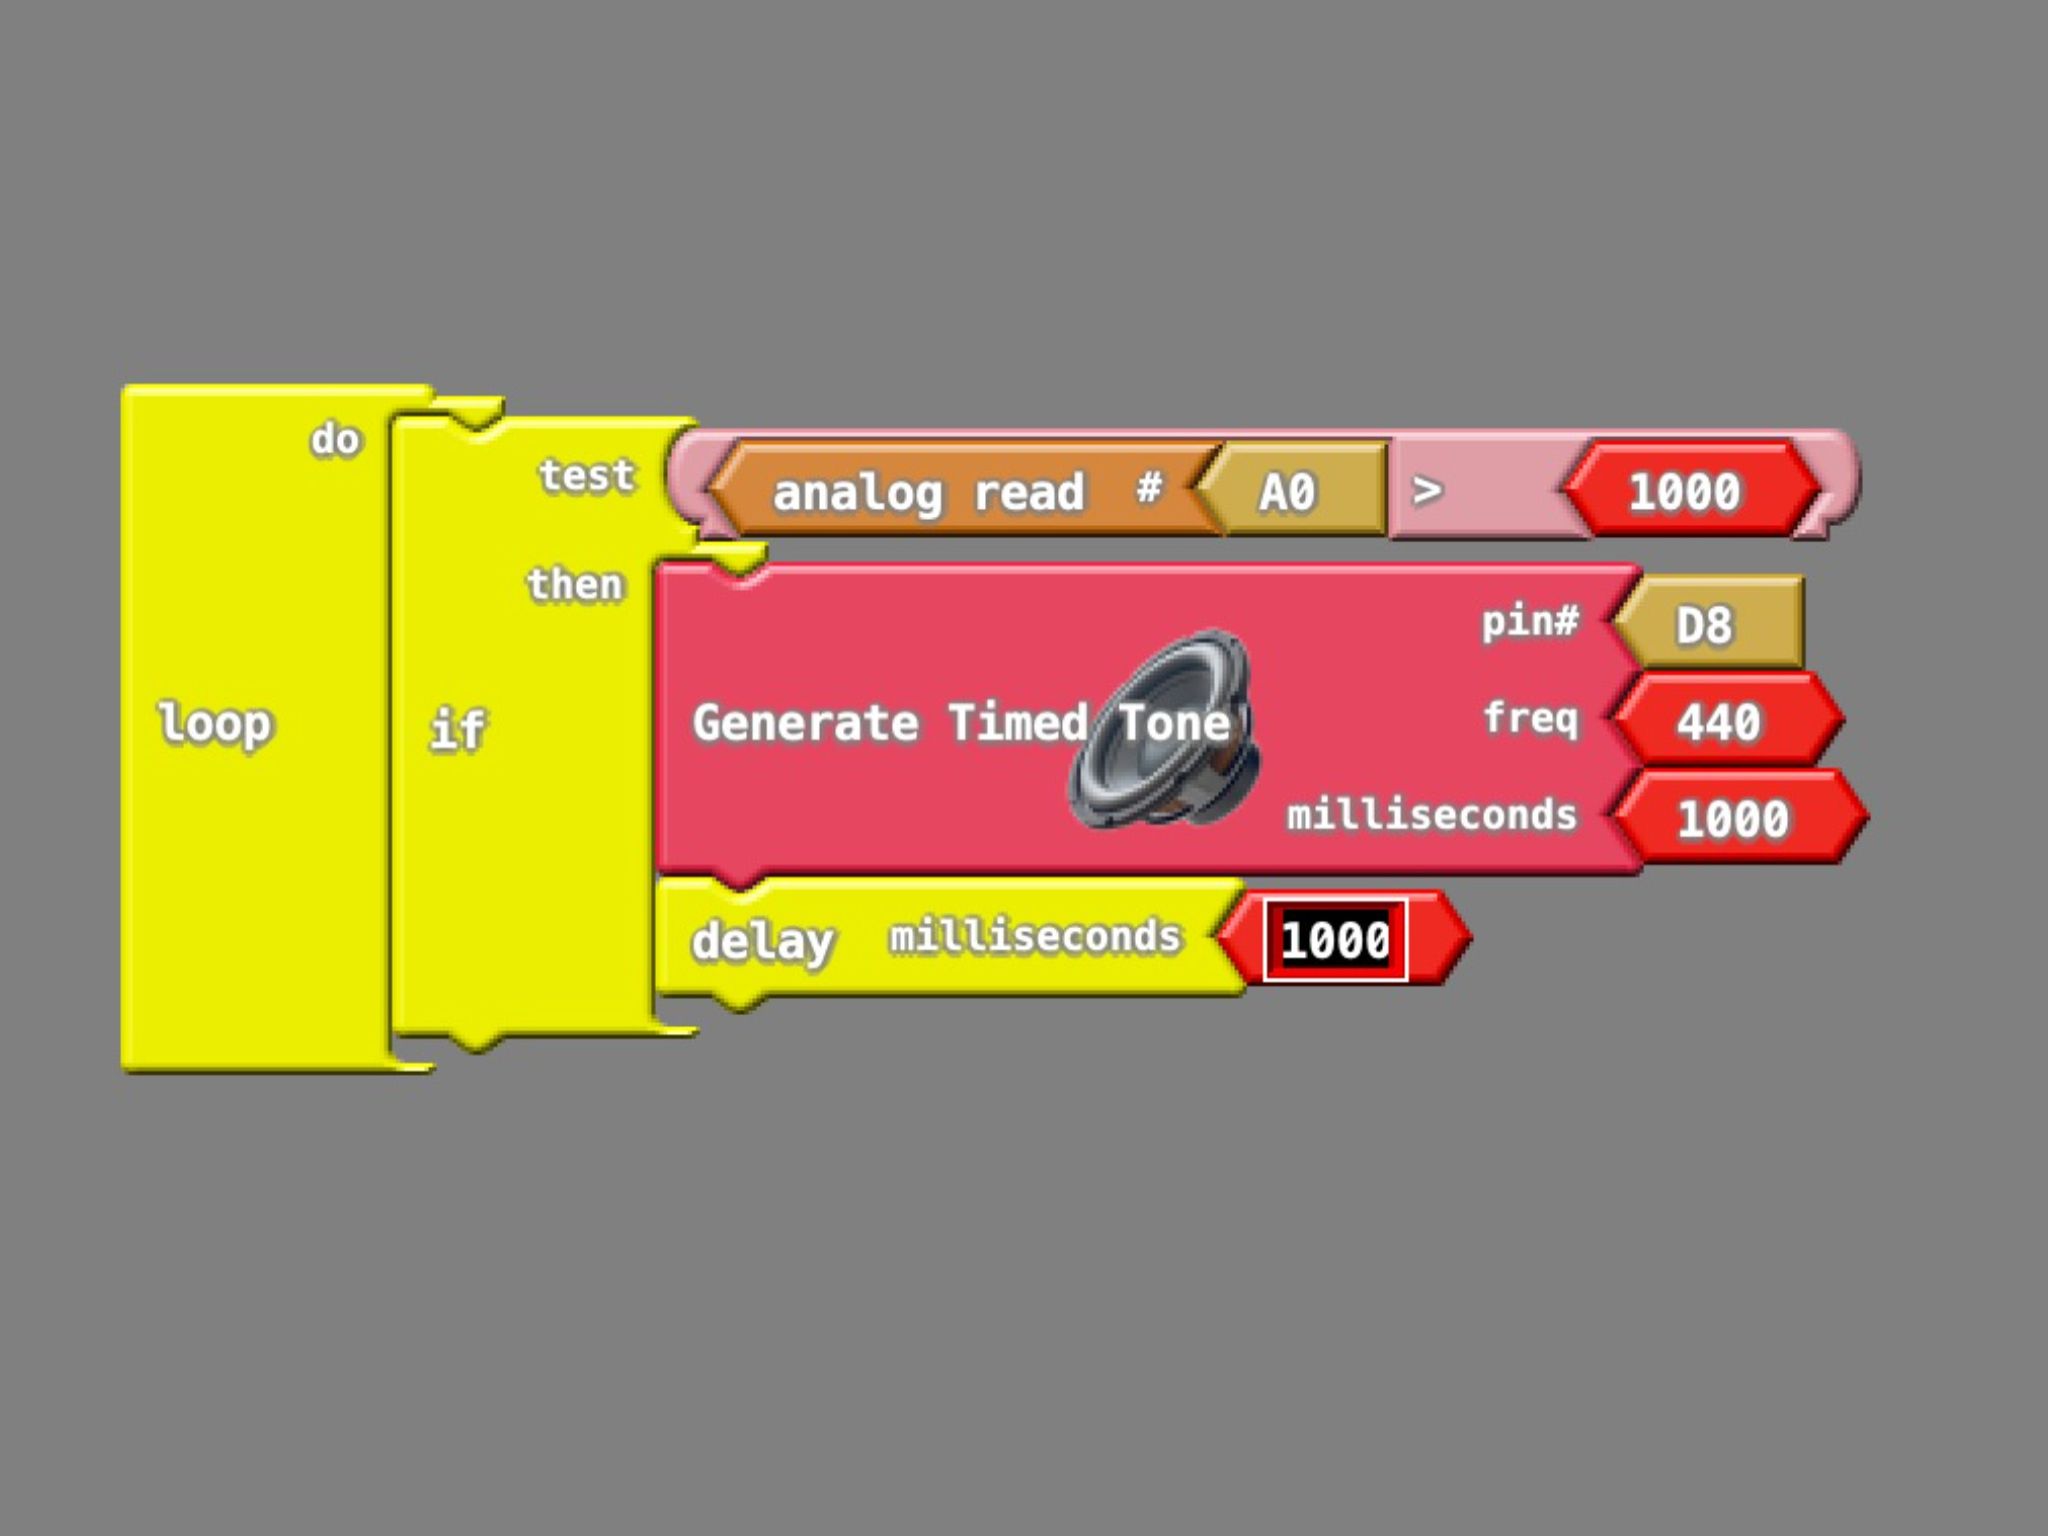 do
test analog read # A0 > 1000
then
pin# D8
loop if Generate Timed Tone freq 440
milliseconds 1000
delay milliseconds 1000